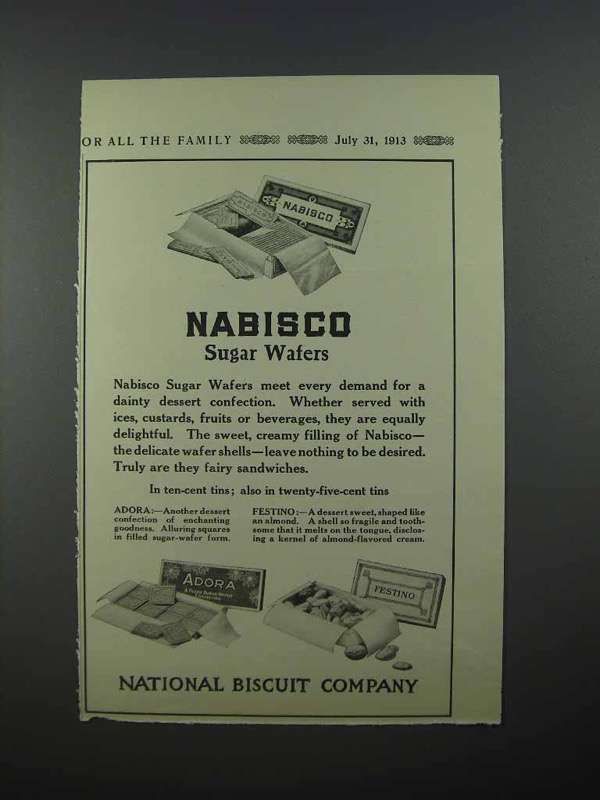 OR ALL THE FAMILY July 31, 1913
NABISCO
NABISCO
NABISCO
Sugar Wafers
Nabisco Sugar Wafers meet every demand for a
dainty dessert confection. Whether served with
ices, custards, fruits or beverages, they are equally
delightful. The sweet, creamy filling of Nabisco—
the delicate wafer shells—leave nothing to be desired.
Truly are they fairy sandwiches.
In ten-cent tins; also in twenty-five-cent tins
ADORA:—Another dessert
confection of enchanting
goodness. Alluring squares
in filled sugar-wafer form.
FESTINO:—A dessert sweet, shaped like
an almond. A shell so fragile and tooth-
some that it melts on the tongue, disclos-
ing a kernel of almond-flavored cream.
ADORA
FESTINO
NATIONAL BISCUIT COMPANY